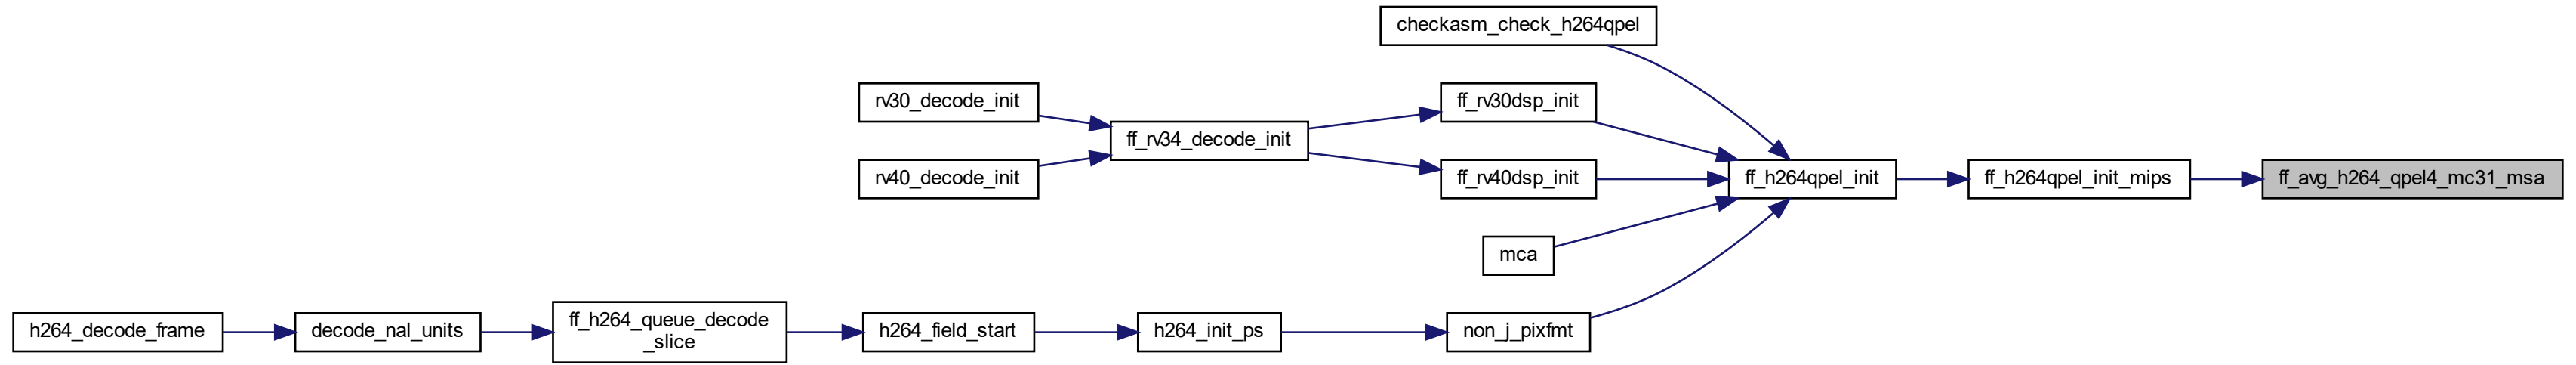 checkasm_check_h264qpel
rv30_decode_init
ff_rv30dsp_init
ff_rv34_decode_init
rv40_decode_init
ff_rv40dsp_init
ff_h264qpel_init
ff_h264qpel_init_mips
ff_avg_h264_qpel4_mc31_msa
mca
h264_decode_frame
decode_nal_units
ff_h264_queue_decode
_slice
h264_field_start
h264_init_ps
non_j_pixfmt